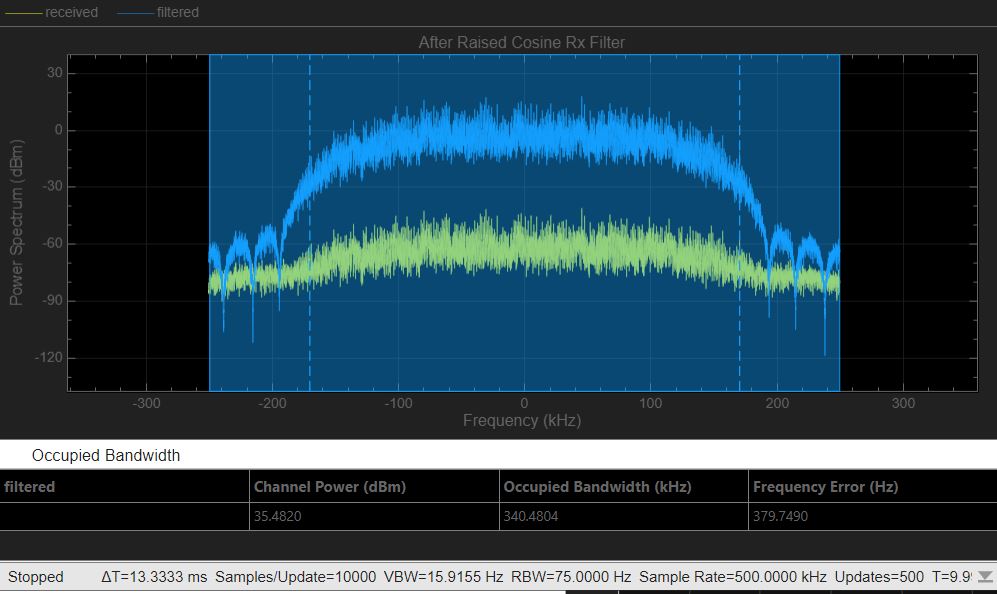 received filtered
After Raised Cosine Rx Filter
30
0
-30
-60
-90
-120
Power Spectrum (dBm)
-300 -200 -100 0 100 200 300
Frequency (kHz)
Occupied Bandwidth
filtered Channel Power (dBm) Occupied Bandwidth (kHz) Frequency Error (Hz)
35.4820 340.4804 379.7490
Stopped ΔT=13.3333 ms Samples/Update=10000 VBW=15.9155 Hz RBW=75.0000 Hz Sample Rate=500.0000 kHz Updates=500 T=9.9